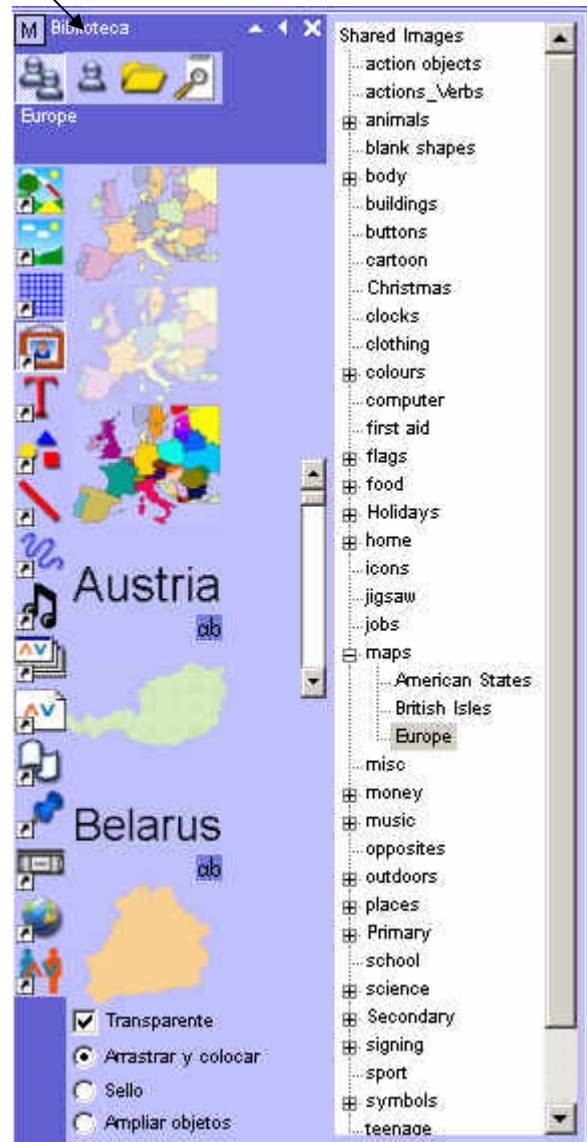 M Biblioteca
Europe
Austria
ab
Belarus
ab
Transparente
Arrastrar y colocar
Sello
Ampliar objetos
Shared Images
action objects
actions_Verbs
animals
blank shapes
body
buildings
buttons
cartoon
Christmas
clocks
clothing
colours
computer
first aid
flags
food
Holidays
home
icons
jigsaw
jobs
maps
American States
British Isles
Europe
misc
money
music
opposites
outdoors
places
Primary
school
science
Secondary
signing
sport
symbols
teenage